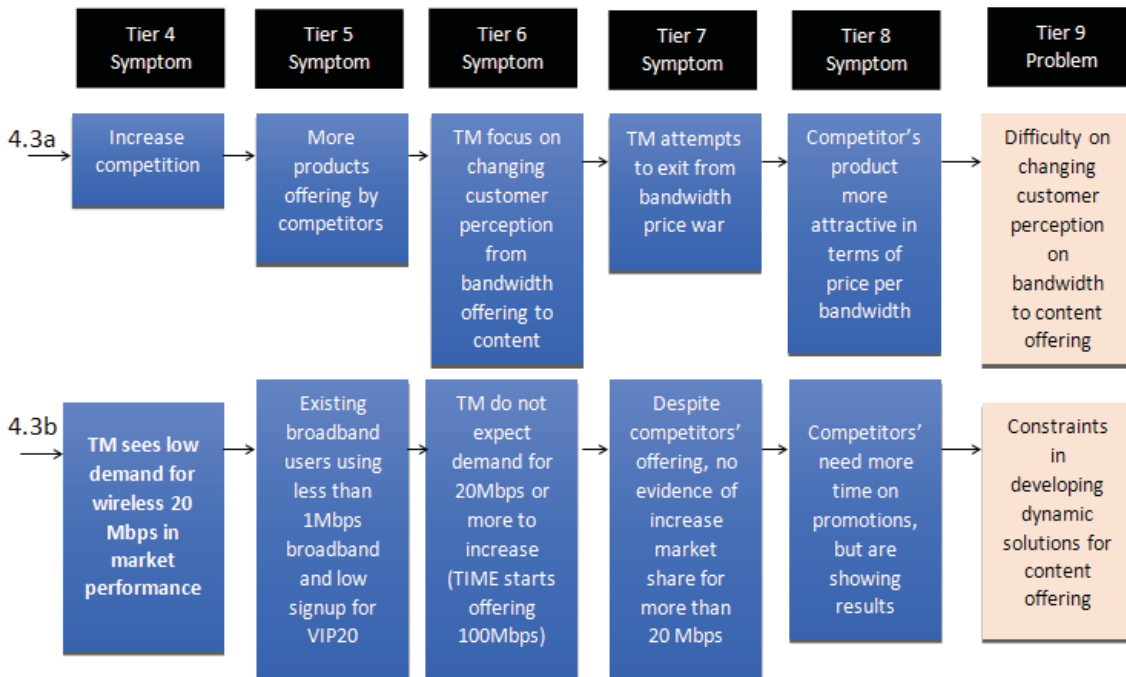 Tier 4
Symptom
Tier 5
Symptom
Tier 6
Symptom
Tier 7
Symptom
Tier 8
Symptom
Tier 9
Problem
4.3a
Increase
competition
More
products
offering by
competitors
TM focus on
changing
customer
perception
from
bandwidth
offering to
content
TM attempts
to exit from
bandwidth
price war
Competitor's
product
more
attractive in
terms of
price per
bandwidth
Difficulty on
changing
customer
perception
on
bandwidth
to content
offering
4.3b
TM sees low
demand for
wireless 20
Mbps in
market
performance
Existing
broadband
users using
less than
1Mbps
broadband
and low
signup for
VIP20
TM do not
expect
demand for
20Mbps or
more to
increase
(TIME starts
offering
100Mbps)
Despite
competitors'
offering, no
evidence of
increase
market
share for
more than
20 Mbps
Competitors'
need more
time on
promotions,
but are
showing
results
Constraints
in
developing
dynamic
solutions for
content
offering